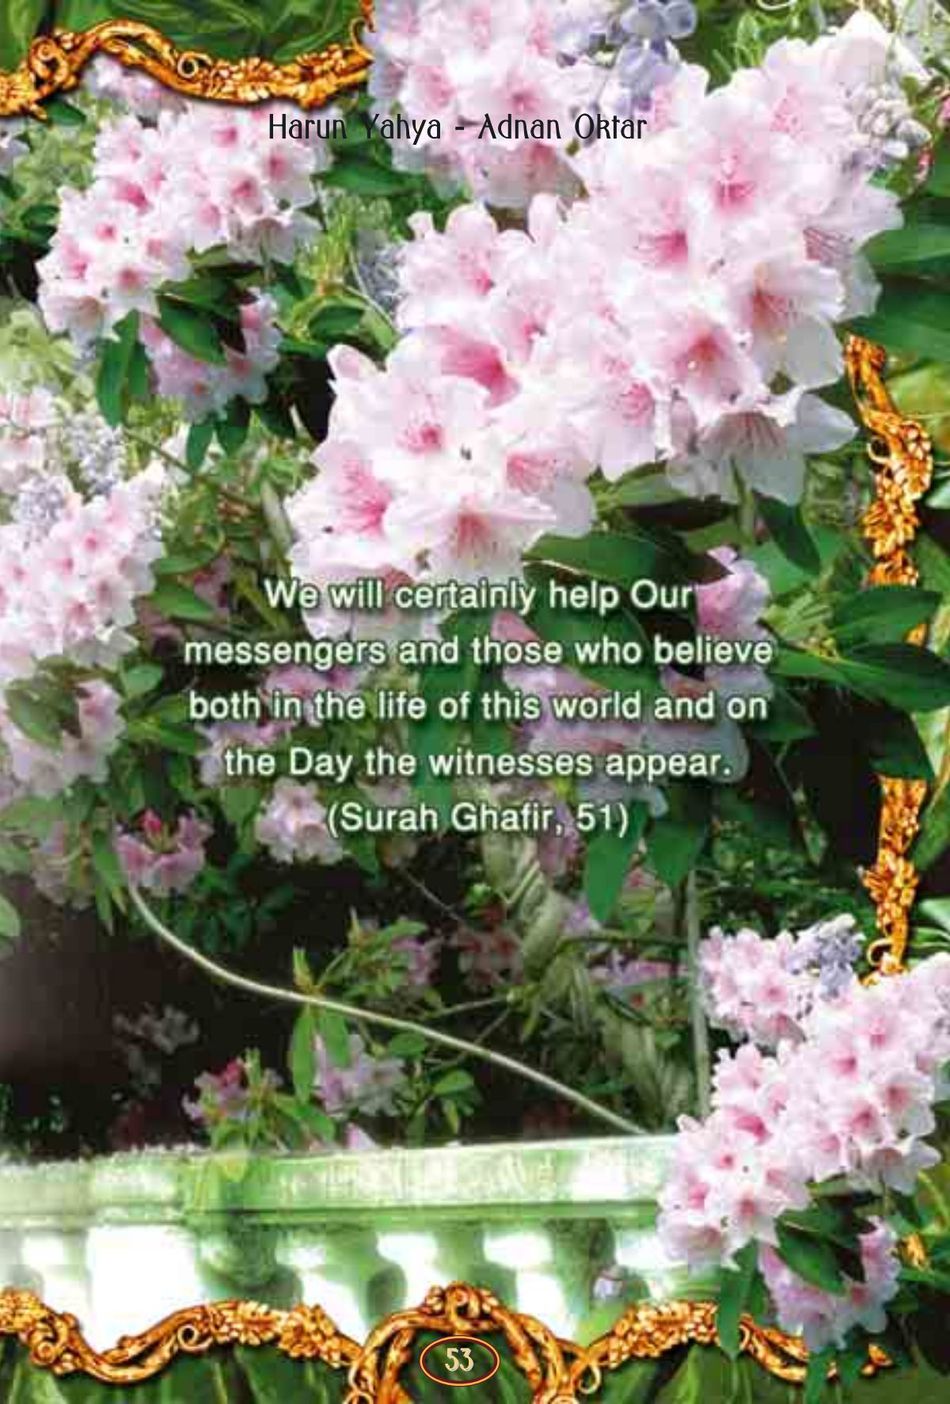 Harun Yahya - Adnan Oktar
We will certainly help Our
messengers and those who believe
both in the life of this world and on
the Day the witnesses appear.
(Surah Ghafir, 51)
53